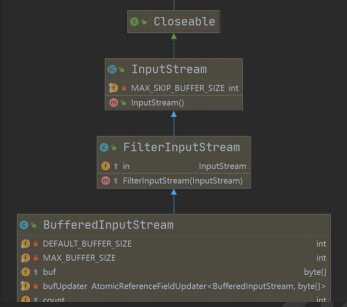 Closeable
InputStream
MAX_SKIP_BUFFER_SIZE int
InputStream()
FilterInputStream
in InputStream
FilterInputStream(InputStream)
BufferedInputStream
DEFAULT_BUFFER_SIZE int
MAX_BUFFER_SIZE int
buf byte[]
bufUpdater AtomicReferenceFieldUpdater<BufferedInputStream, byte[]>
count int